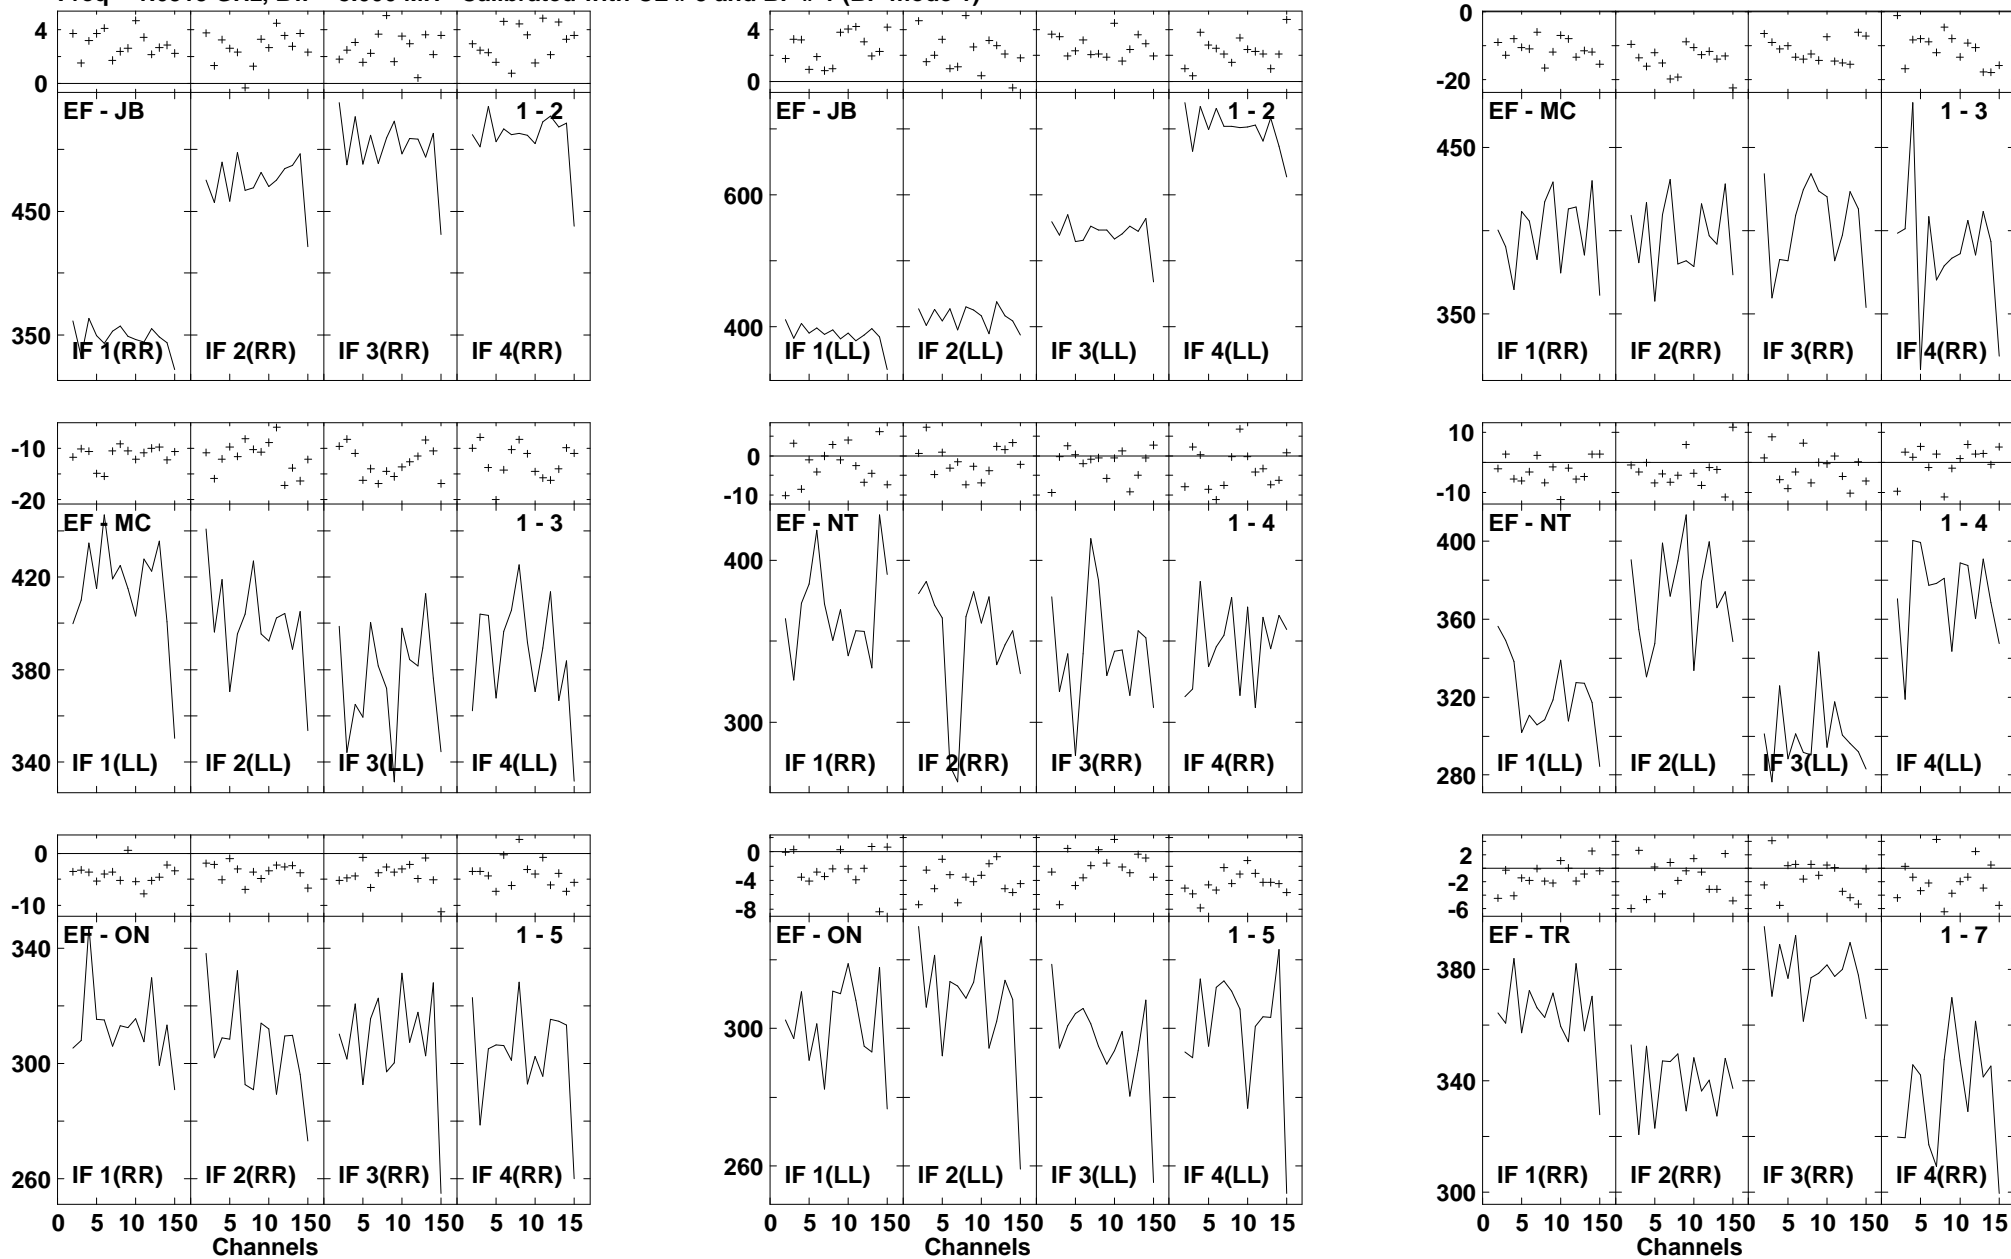 4
0
EF - JB
1 - 2
450
350
IF 1(RR)
IF 2(RR)
IF 3(RR)
IF 4(RR)
4
0
EF - JB
1 - 2
600
400
IF 1(LL)
IF 2(LL)
IF 3(LL)
IF 4(LL)
0
-20
EF - MC
1 - 3
450
350
IF 1(RR)
IF 2(RR)
IF 3(RR)
IF 4(RR)
-10
-20
EF - MC
1 - 3
420
380
340
IF 1(LL)
IF 2(LL)
IF 3(LL)
IF 4(LL)
0
-10
EF - NT
1 - 4
400
300
IF 1(RR)
IF 2(RR)
IF 3(RR)
IF 4(RR)
10
-10
EF - NT
1 - 4
400
360
320
280
IF 1(LL)
IF 2(LL)
IF 3(LL)
IF 4(LL)
0
-10
EF - ON
1 - 5
340
300
260
IF 1(RR)
IF 2(RR)
IF 3(RR)
IF 4(RR)
0 5 10 150 5 10 150 5 10 150 5 10 15
Channels
0
-4
-8
EF - ON
1 - 5
300
260
IF 1(LL)
IF 2(LL)
IF 3(LL)
IF 4(LL)
0 5 10 150 5 10 150 5 10 150 5 10 15
Channels
2
-2
-6
EF - TR
1 - 7
380
340
300
IF 1(RR)
IF 2(RR)
IF 3(RR)
IF 4(RR)
0 5 10 150 5 10 150 5 10 150 5 10 15
Channels